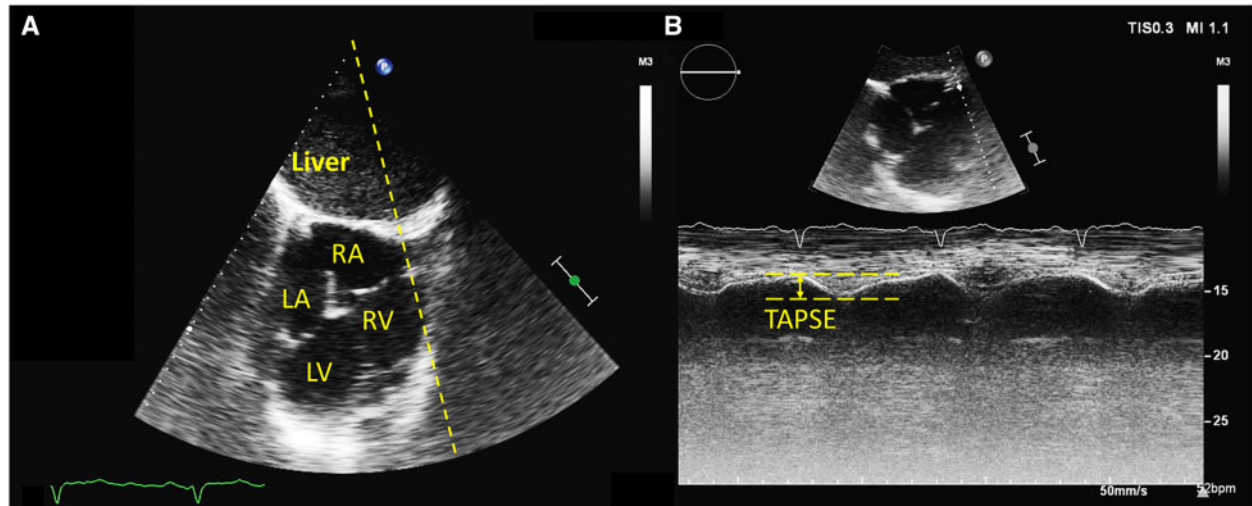 A
Liver
RA
LA
RV
LV
P
M3
B
TIS0.3 MI 1.1
P
M3
TAPSE
15
20
25
50mm/s
52bpm